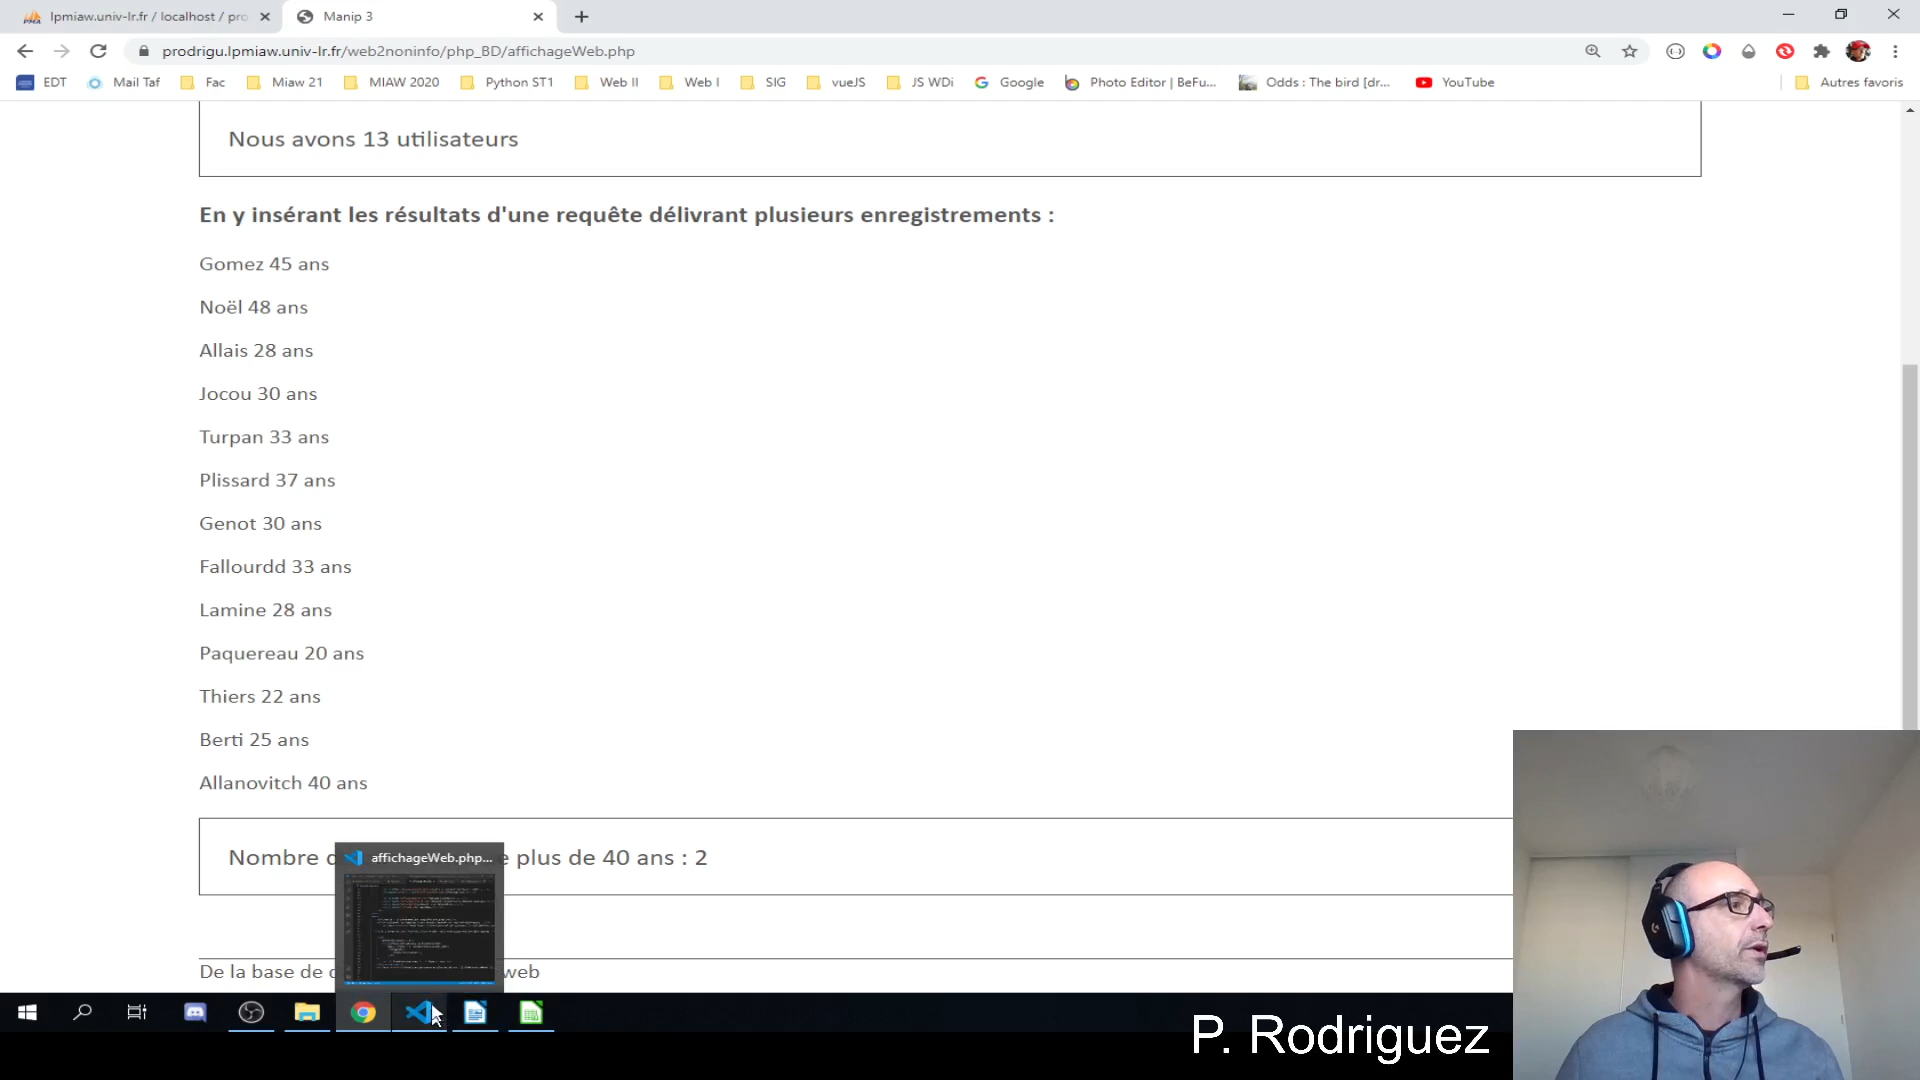 lpmiaw.univ-lr.fr / localhost / pro
Manip 3
prodrigu.lpmiaw.univ-lr.fr/web2noninfo/php_BD/affichageWeb.php
EDT Mail Taf Fac Miaw 21 MIAW 2020 Python ST1 Web II Web I SIG vueJS JS WDi Google Photo Editor | BeFu... Odds : The bird [dr... YouTube Autres favoris
Nous avons 13 utilisateurs
En y insérant les résultats d'une requête délivrant plusieurs enregistrements :
Gomez 45 ans
Noël 48 ans
Allais 28 ans
Jocou 30 ans
Turpan 33 ans
Plissard 37 ans
Genot 30 ans
Fallourdd 33 ans
Lamine 28 ans
Paquereau 20 ans
Thiers 22 ans
Berti 25 ans
Allanovitch 40 ans
Nombre d e plus de 40 ans : 2
affichageWeb.php...
De la base de d web
P. Rodriguez